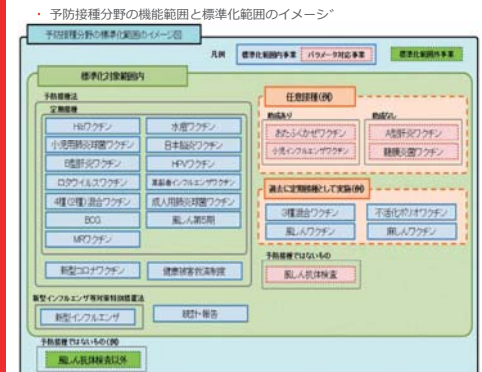 ・ 予防接種分野の機能範囲と標準化範囲のイメージ
予防接種分野の標準化範囲のイメージ図
凡例
標準化範囲内事業
パラメータ対応事業
標準化範囲外事業
標準化対象範囲内
予防接種法
定期接種
Hibワクチン
水痘ワクチン
小児用肺炎球菌ワクチン
日本脳炎ワクチン
B型肝炎ワクチン
HPVワクチン
ロタウイルスワクチン
高齢者インフルエンザワクチン
4種(2種)混合ワクチン
成人用肺炎球菌ワクチン
BCG
風しん第5期
MRワクチン
新型コロナワクチン
健康被害救済制度
新型インフルエンザ等対策特別措置法
新型インフルエンザ
統計・報告
任意接種(例)
助成あり
助成なし
おたふくかぜワクチン
A型肝炎ワクチン
小児インフルエンザワクチン
髄膜炎菌ワクチン
過去に定期接種として実施(例)
3種混合ワクチン
不活化ポリオワクチン
風しんワクチン
麻しんワクチン
予防接種ではないもの
風しん抗体検査
予防接種ではないもの(例)
風しん抗体検査以外